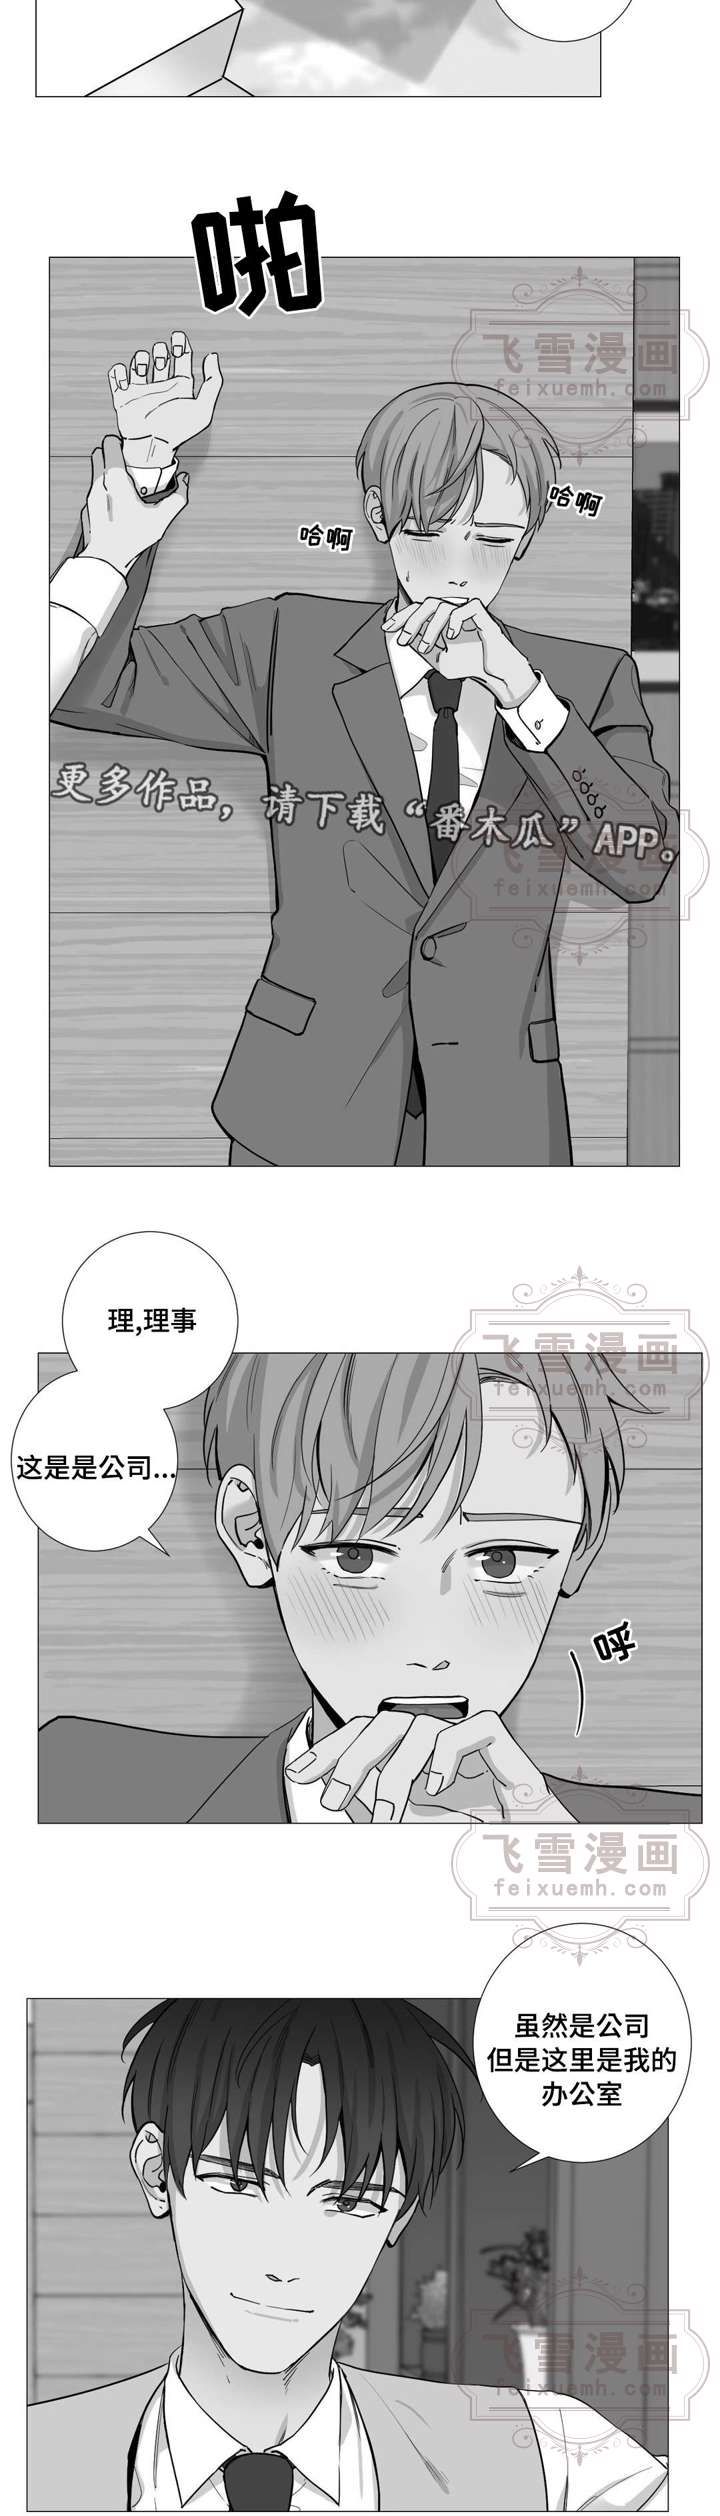 啪
飞雪漫画
feixuemh.com
哈啊
哈啊
更多作品，请下载“番木瓜”APP。
飞雪漫画
feixuemh.com
理,理事
飞雪漫画
feixuemh.com
这是是公司...
飞雪漫画
feixuemh.com
虽然是公司
但是这里是我的
办公室
飞雪漫画
feixuemh.com